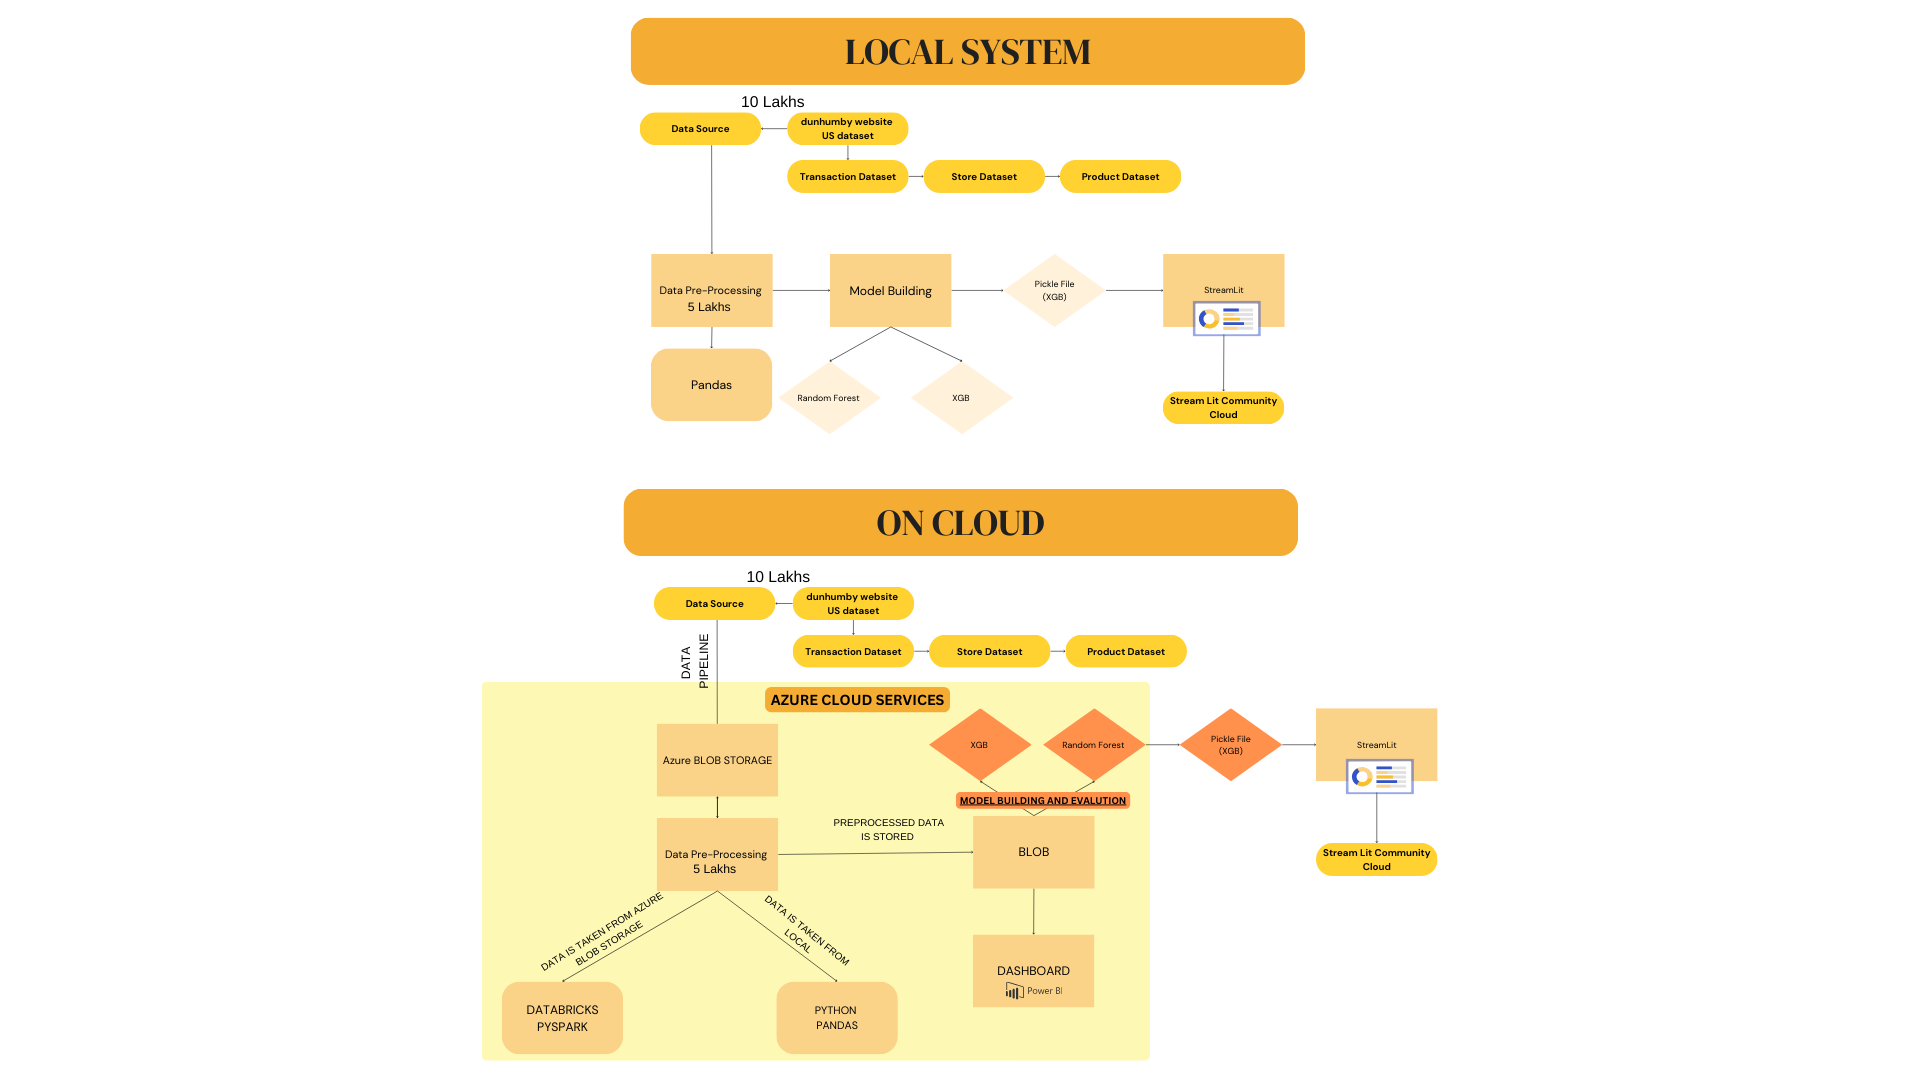 LOCAL SYSTEM
10 Lakhs
Data Source
dunhumby website
US dataset
Transaction Dataset
Store Dataset
Product Dataset
Data Pre-Processing
5 Lakhs
Model Building
Pickle File
(XGB)
StreamLit
Pandas
Random Forest
XGB
Stream Lit Community
Cloud
ON CLOUD
10 Lakhs
Data Source
dunhumby website
US dataset
Transaction Dataset
Store Dataset
Product Dataset
DATA
PIPELINE
AZURE CLOUD SERVICES
Azure BLOB STORAGE
XGB
Random Forest
Pickle File
(XGB)
StreamLit
MODEL BUILDING AND EVALUTION
PREPROCESSED DATA
IS STORED
Data Pre-Processing
5 Lakhs
BLOB
Stream Lit Community
Cloud
DATA IS TAKEN FROM AZURE
BLOB STORAGE
DATA IS TAKEN FROM
LOCAL
DASHBOARD
Power BI
DATABRICKS
PYSPARK
PYTHON
PANDAS